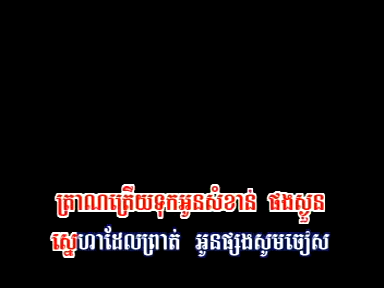 ត្រាណត្រើយទុកអូនសំខាន់ ផងស្ងួន
ស្នេហាដែលព្រាត់ អូនផ្សងសូមចៀស